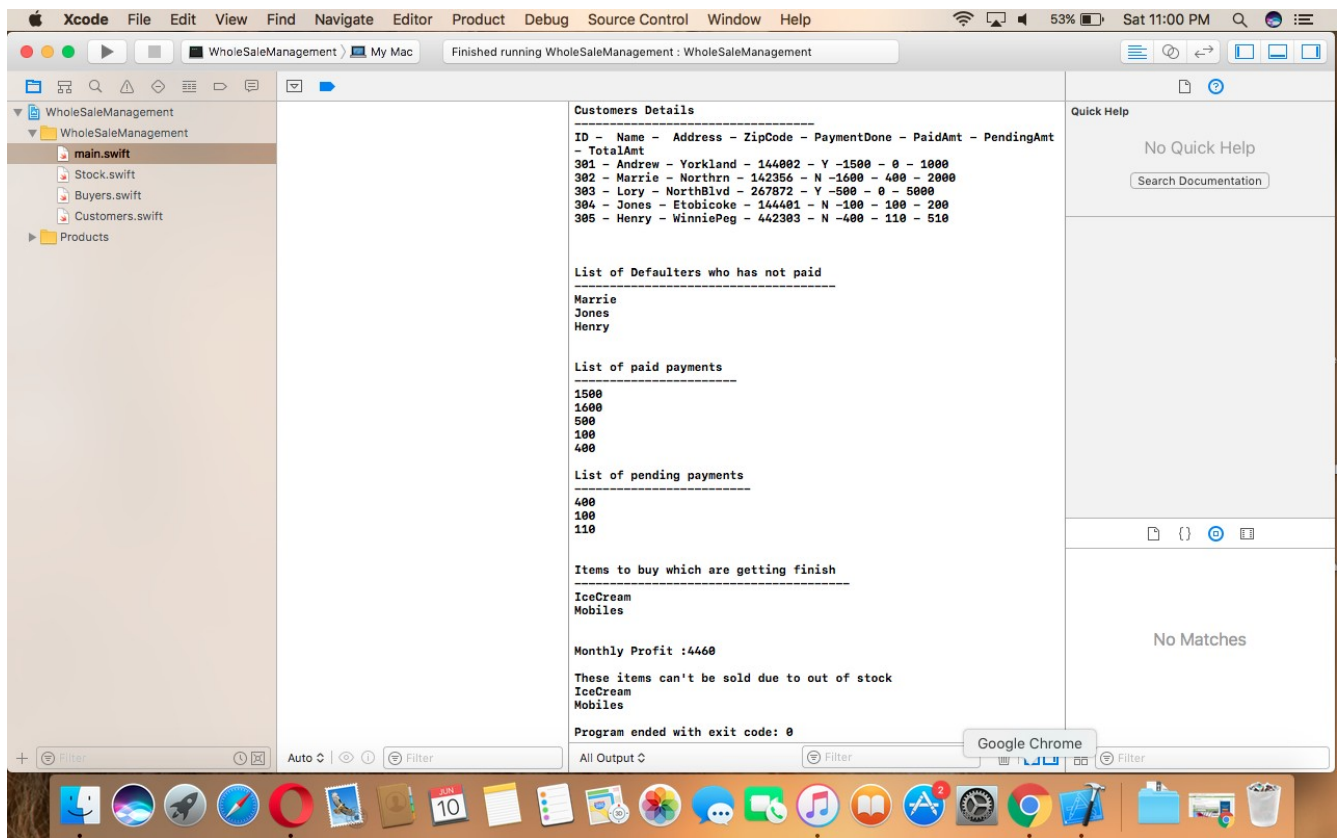 Xcode File Edit View Find Navigate Editor Product Debug Source Control Window Help 53% Sat 11:00 PM
WholeSaleManagement My Mac Finished running WholeSaleManagement : WholeSaleManagement
WholeSaleManagement
WholeSaleManagement
main.swift
Stock.swift
Buyers.swift
Customers.swift
Products
Customers Details
----------------------------------
ID - Name - Address - ZipCode - PaymentDone - PaidAmt - PendingAmt
- TotalAmt
301 - Andrew - Yorkland - 144002 - Y -1500 - 0 - 1000
302 - Marrie - Northrn - 142356 - N -1600 - 400 - 2000
303 - Lory - NorthBlvd - 267872 - Y -500 - 0 - 5000
304 - Jones - Etobicoke - 144401 - N -100 - 100 - 200
305 - Henry - WinniePeg - 442303 - N -400 - 110 - 510
List of Defaulters who has not paid
-------------------------------------
Marrie
Jones
Henry
List of paid payments
-----------------------
1500
1600
500
100
400
List of pending payments
-------------------------
400
100
110
Items to buy which are getting finish
---------------------------------------
IceCream
Mobiles
Monthly Profit :4460
These items can't be sold due to out of stock
IceCream
Mobiles
Program ended with exit code: 0
Quick Help
No Quick Help
Search Documentation
{}
No Matches
Google Chrome
Filter
Auto
Filter
All Output
Filter
Filter
JUN
10
30
2